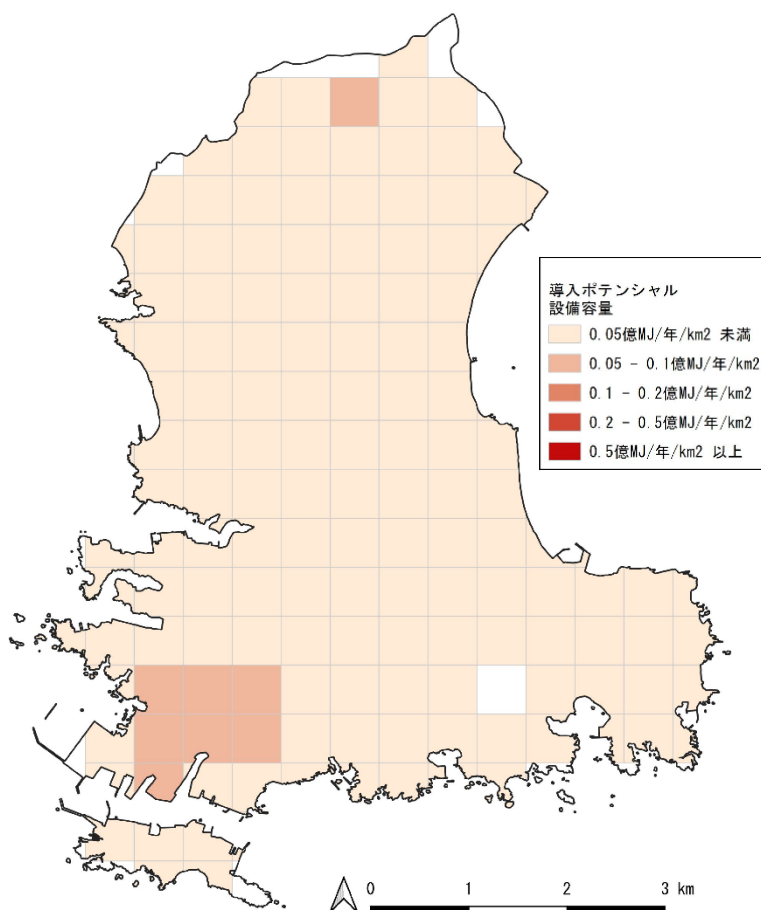 導入ポテンシャル
設備容量
0.05億MJ/年/km2 未満
0.05 - 0.1億MJ/年/km2
0.1 - 0.2億MJ/年/km2
0.2 - 0.5億MJ/年/km2
0.5億MJ/年/km2 以上
0 1 2 3 km